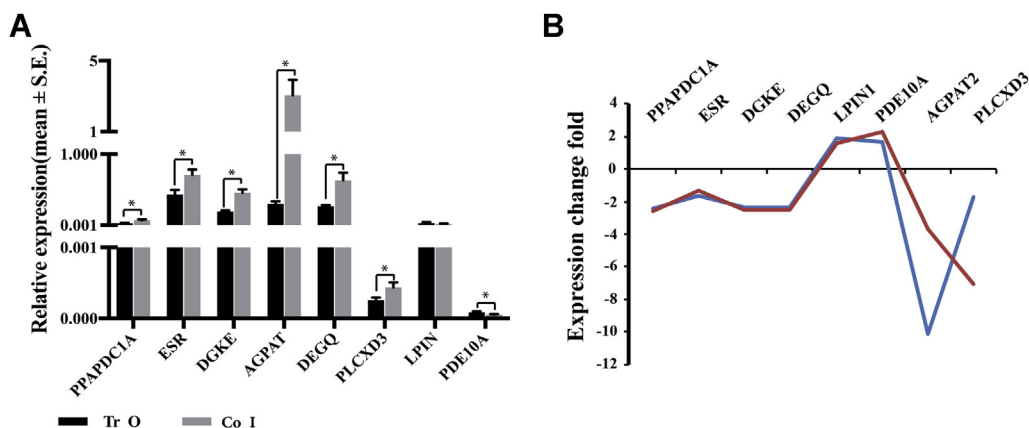 A
Relative expression(mean ± S.E.)
5
1
1.000
0.001
0.001
0.000
* * * * * * *
PPAPDC1A ESR DGKE AGPAT DEGQ PLCXD3 LPIN PDE10A
Tr O Co I
B
Expression change fold
PPAPDC1A ESR DGKE DEGQ LPIN1 PDE10A AGPAT2 PLCXD3
4
2
0
-2
-4
-6
-8
-10
-12